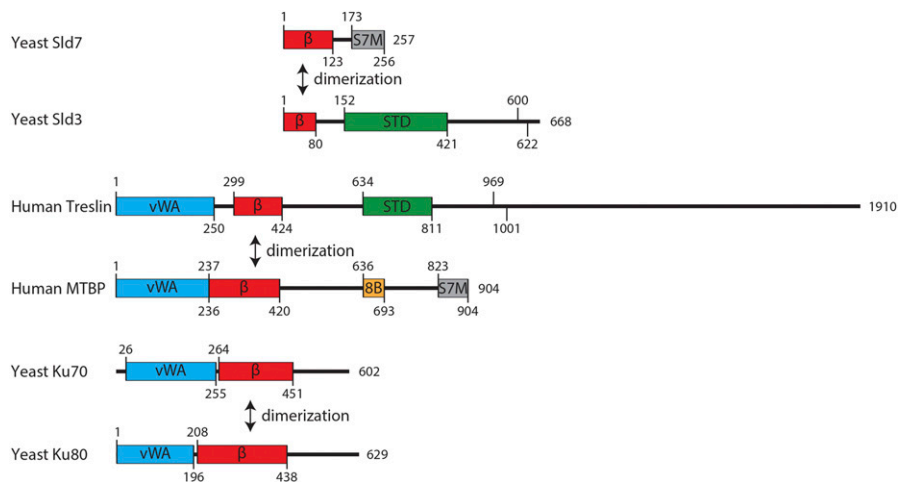 1 173
Yeast Sld7 β S7M 257
123 256
dimerization
1 152 600
Yeast Sld3 β STD 668
80 421 622
1 299 634 969
Human Treslin vWA β STD 1910
250 424 811 1001
dimerization
1 237 636 823
Human MTBP vWA β 8B S7M 904
236 420 693 904
26 264
Yeast Ku70 vWA β 602
255 451
dimerization
1 208
Yeast Ku80 vWA β 629
196 438